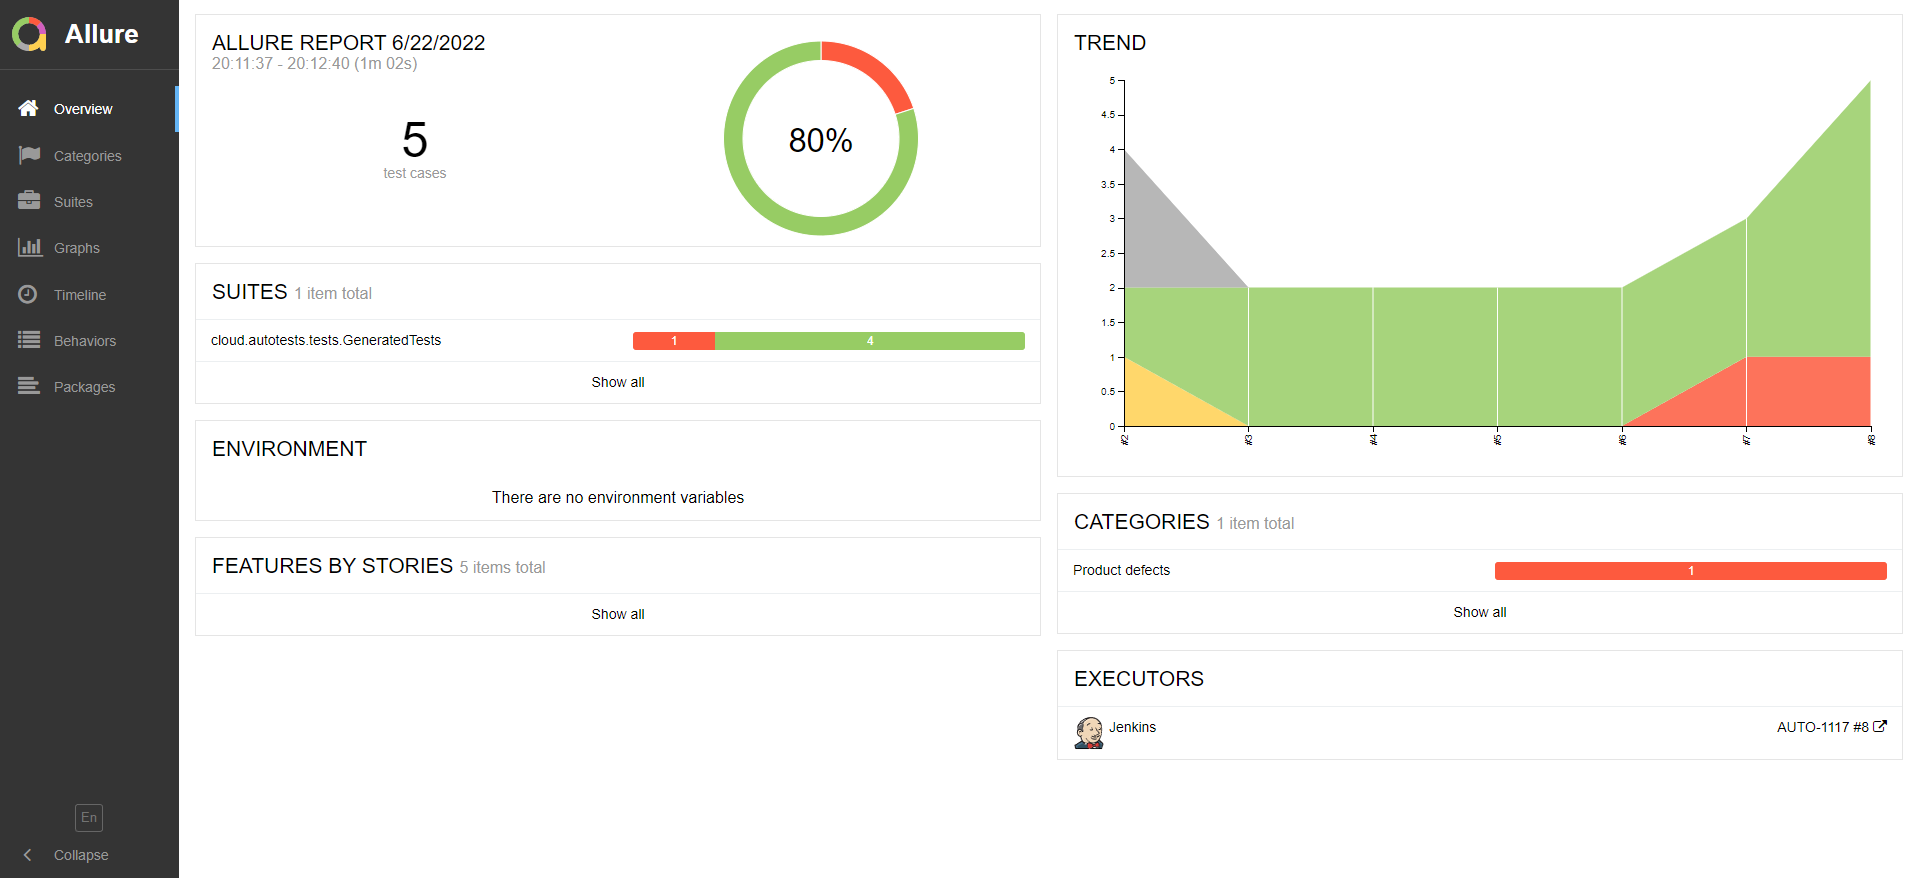 Allure
Overview
Categories
Suites
Graphs
Timeline
Behaviors
Packages
En
Collapse
ALLURE REPORT 6/22/2022
20:11:37 - 20:12:40 (1m 02s)
5
test cases
80%
SUITES 1 item total
cloud.autotests.tests.GeneratedTests 1 4
Show all
ENVIRONMENT
There are no environment variables
FEATURES BY STORIES 5 items total
Show all
TREND
5
4.5
4
3.5
3
2.5
2
1.5
1
0.5
0
#2 #3 #4 #5 #6 #7 #8
CATEGORIES 1 item total
Product defects 1
Show all
EXECUTORS
Jenkins AUTO-1117 #8